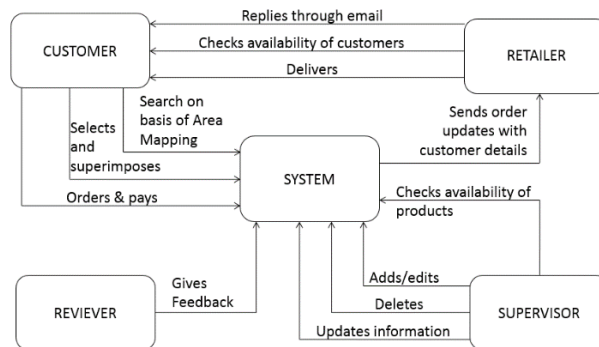 Replies through email
CUSTOMER
Checks availability of customers
RETAILER
Delivers
Search on
basis of Area
Mapping
Selects
and
superimposes
Sends order
updates with
customer details
SYSTEM
Orders & pays
Checks availability of
products
Gives
Feedback
REVIEVER
Adds/edits
Deletes
SUPERVISOR
Updates information